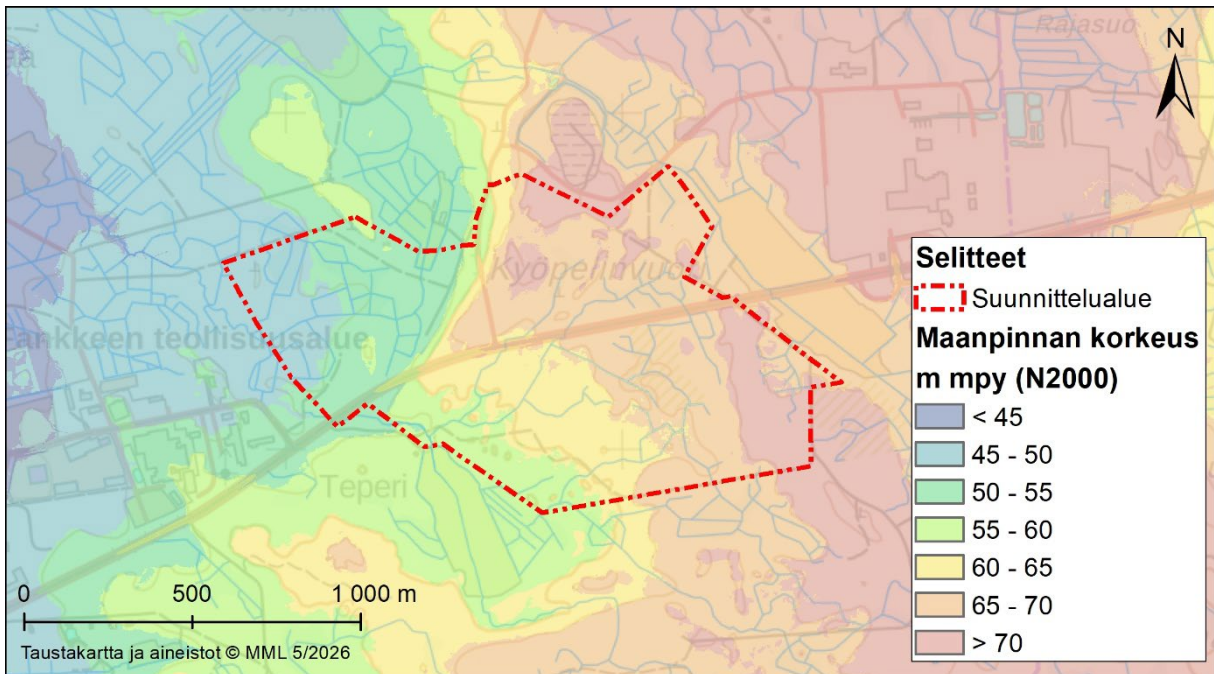 Rajasuo
N
Kyöperinvuori
ankkeen teollisuusalue
Teperi
Selitteet
Suunnittelualue
Maanpinnan korkeus
m mpy (N2000)
< 45
45 - 50
50 - 55
55 - 60
60 - 65
65 - 70
> 70
0 500 1 000 m
Taustakartta ja aineistot © MML 5/2026